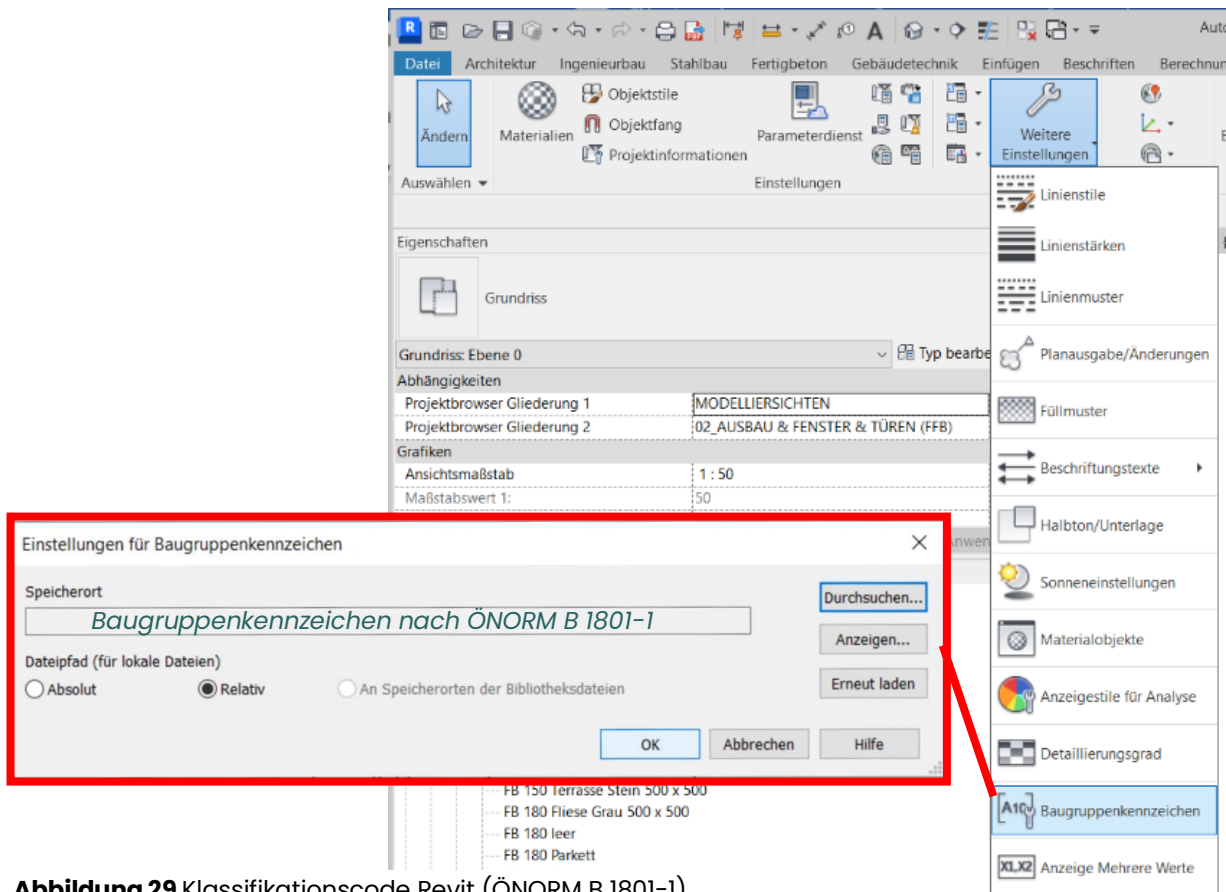 Datei Architektur Ingenieurbau Stahlbau Fertigbeton Gebäudetechnik Einfügen Beschriften
Ändern
Materialien
Objektstile
Objektfang
Projektinformationen
Parameterdienst
Weitere
Einstellungen
Auswählen
Einstellungen
Linienstile
Linienstärken
Linienmuster
Planausgabe/Änderungen
Füllmuster
Beschriftungstexte
Halbton/Unterlage
Sonneneinstellungen
Materialobjekte
Anzeigestile für Analyse
Detaillierungsgrad
Baugruppenkennzeichen
X1,X2 Anzeige Mehrere Werte
Eigenschaften
Grundriss
Grundriss: Ebene 0 Typ bearbe
Abhängigkeiten
Projektbrowser Gliederung 1 MODELLIERSICHTEN
Projektbrowser Gliederung 2 02_AUSBAU & FENSTER & TÜREN (FFB)
Grafiken
Ansichtsmaßstab 1 : 50
Maßstabswert 1: 50
Einstellungen für Baugruppenkennzeichen
Speicherort
Baugruppenkennzeichen nach ÖNORM B 1801-1
Durchsuchen...
Anzeigen...
Dateipfad (für lokale Dateien)
Absolut Relativ An Speicherorten der Bibliotheksdateien
Erneut laden
OK Abbrechen Hilfe
FB 150 Terrasse Stein 500 x 500
FB 180 Fliese Grau 500 x 500
FB 180 leer
FB 180 Parkett
Abbildung 29 Klassifikationscode Revit (ÖNORM B 1801-1)